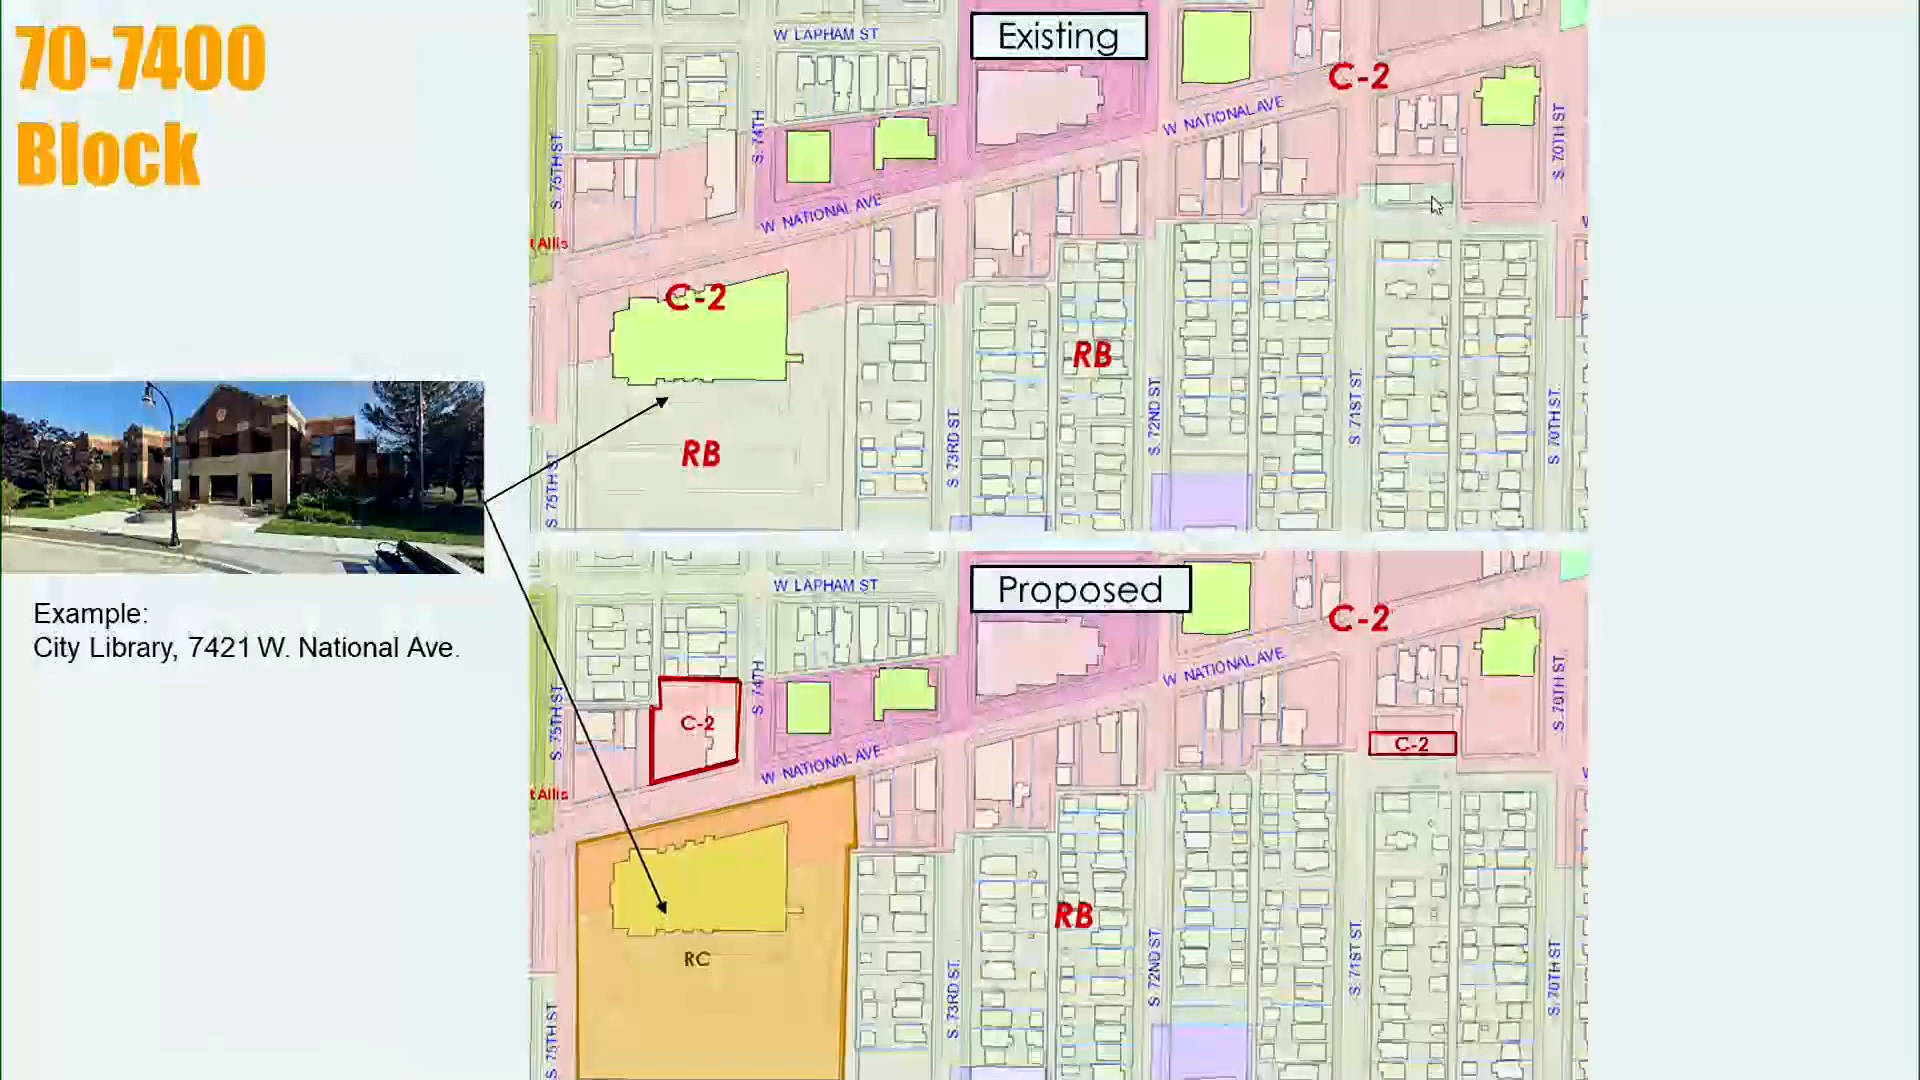 70-7400
Block
Example:
City Library, 7421 W. National Ave.
Existing
W LAPHAM ST
C-2
W NATIONAL AVE
S. 74TH
S. 75TH ST.
S. 70TH ST
W NATIONAL AVE
t Allis
C-2
RB
RB
S. 75TH ST
S. 73RD ST.
S. 72ND ST
S. 71ST ST.
S. 70TH ST.
Proposed
W LAPHAM ST
C-2
W NATIONAL AVE
S. 74TH
S. 75TH ST.
S. 70TH ST
C-2
C-2
W NATIONAL AVE
t Allis
RB
RC
S. 75TH ST
S. 73RD ST.
S. 72ND ST
S. 71ST ST
S. 70TH ST